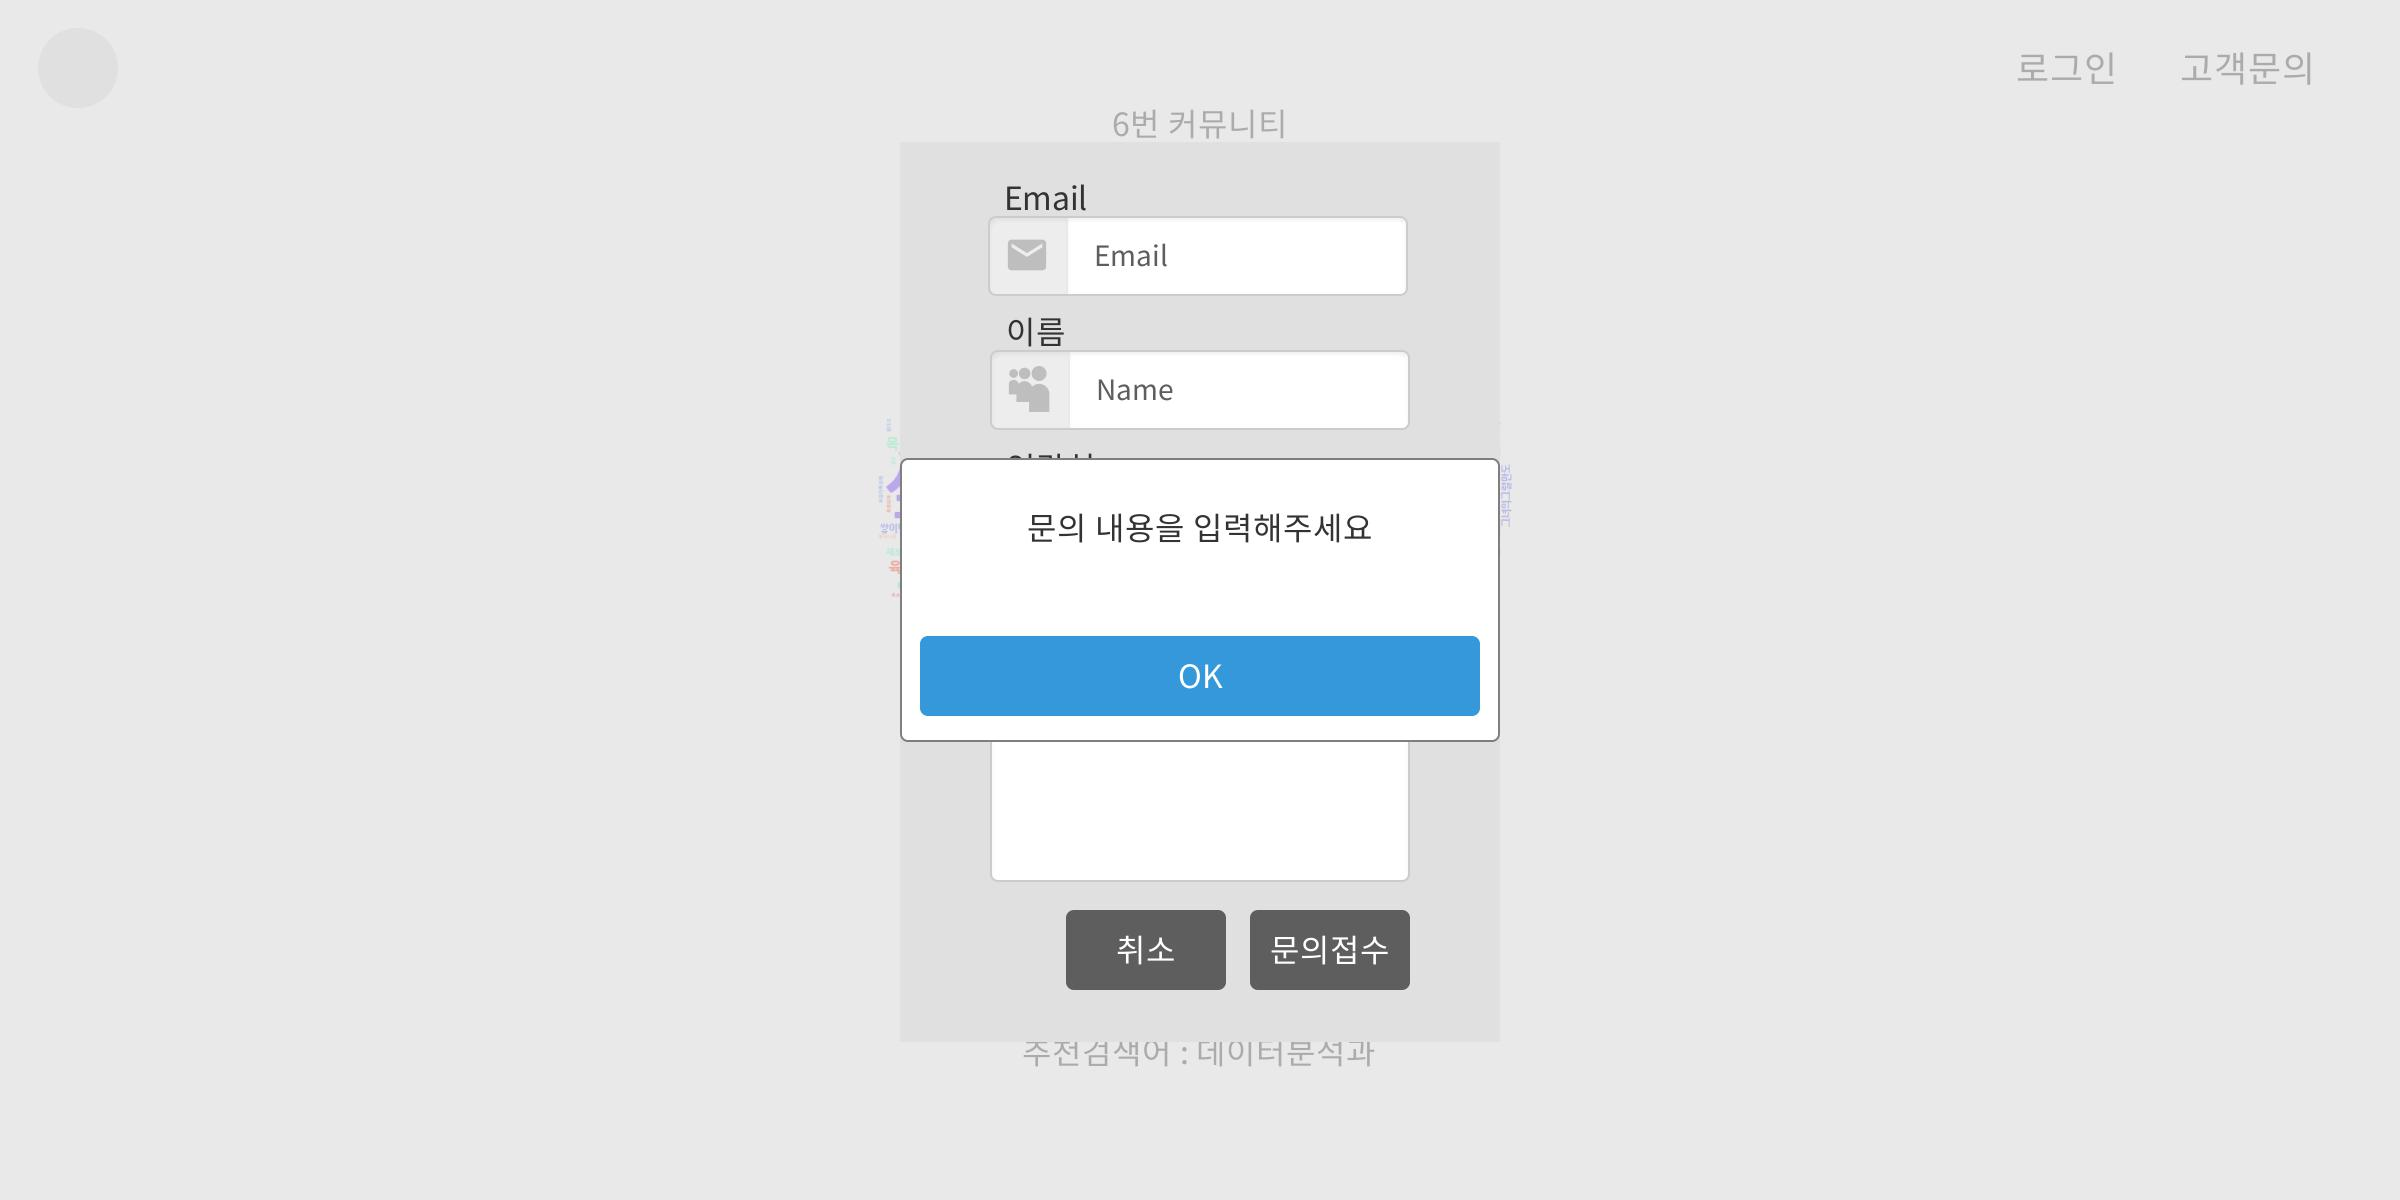 로그인 고객문의
6번 커뮤니티
Email
Email
이름
Name
문의 내용을 입력해주세요
OK
취소 문의접수
추천검색어 : 데이터분석과